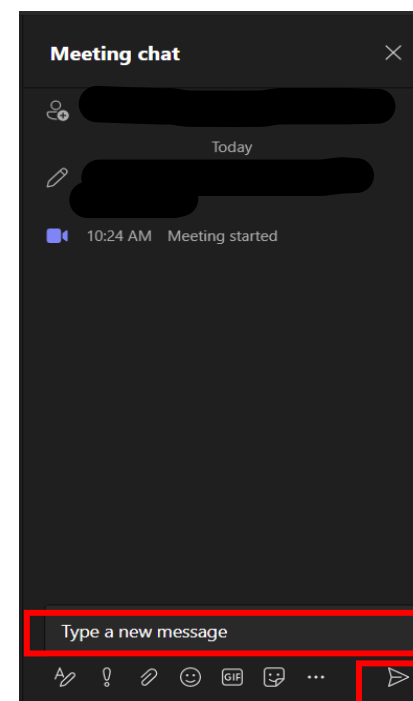 Meeting chat
Today
10:24 AM Meeting started
Type a new message
GIF